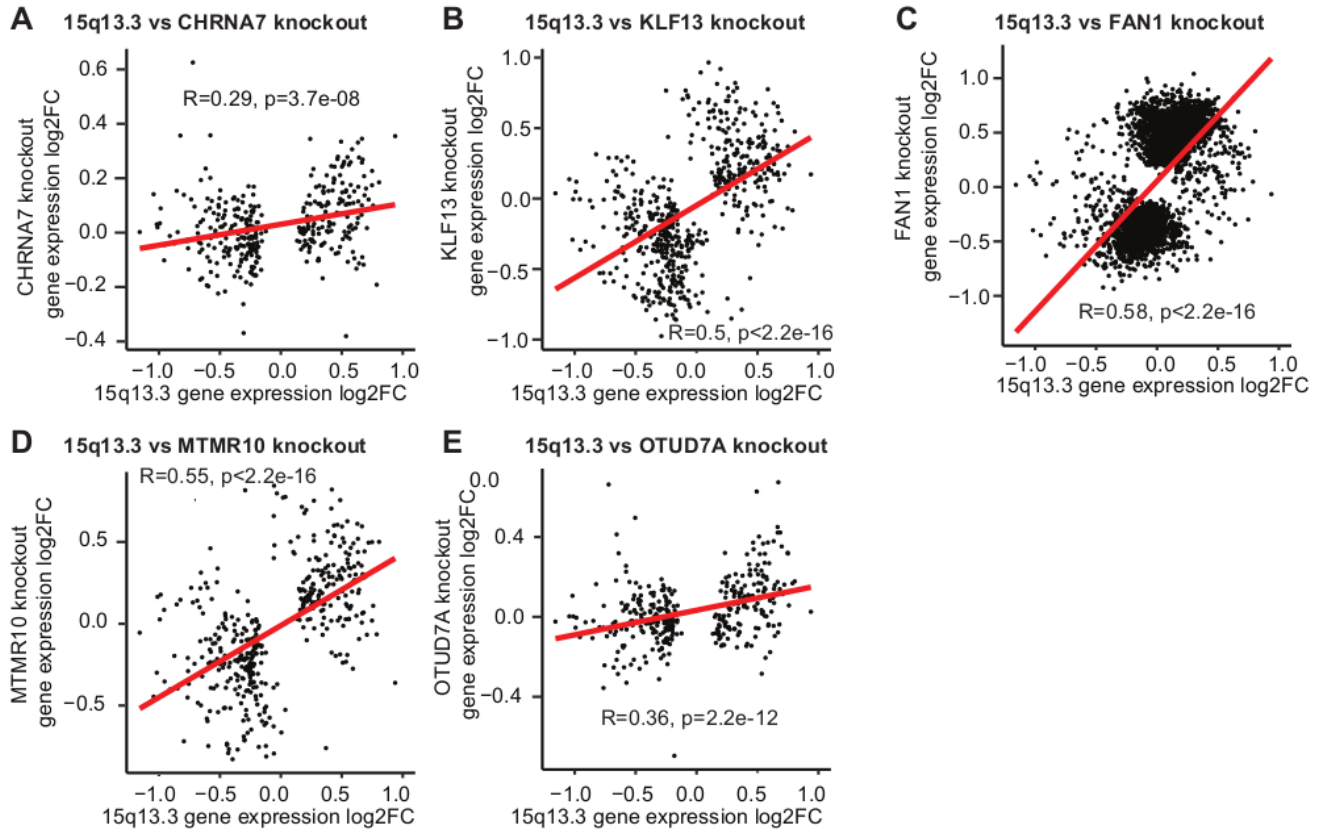 A 15q13.3 vs CHRNA7 knockout
CHRNA7 knockout
gene expression log2FC
0.6
0.4
0.2
0.0
−0.2
−0.4
R=0.29, p=3.7e-08
−1.0 −0.5 0.0 0.5 1.0
15q13.3 gene expression log2FC
B 15q13.3 vs KLF13 knockout
KLF13 knockout
gene expression log2FC
1.0
0.5
0.0
−0.5
−1.0
R=0.5, p<2.2e-16
−1.0 −0.5 0.0 0.5 1.0
15q13.3 gene expression log2FC
C 15q13.3 vs FAN1 knockout
FAN1 knockout
gene expression log2FC
1.0
0.5
0.0
−0.5
−1.0
R=0.58, p<2.2e-16
−1.0 −0.5 0.0 0.5 1.0
15q13.3 gene expression log2FC
D 15q13.3 vs MTMR10 knockout
R=0.55, p<2.2e-16
MTMR10 knockout
gene expression log2FC
0.5
0.0
−0.5
−1.0 −0.5 0.0 0.5 1.0
15q13.3 gene expression log2FC
E 15q13.3 vs OTUD7A knockout
OTUD7A knockout
gene expression log2FC
0.0
0.4
0.0
−0.4
R=0.36, p=2.2e-12
−1.0 −0.5 0.0 0.5 1.0
15q13.3 gene expression log2FC